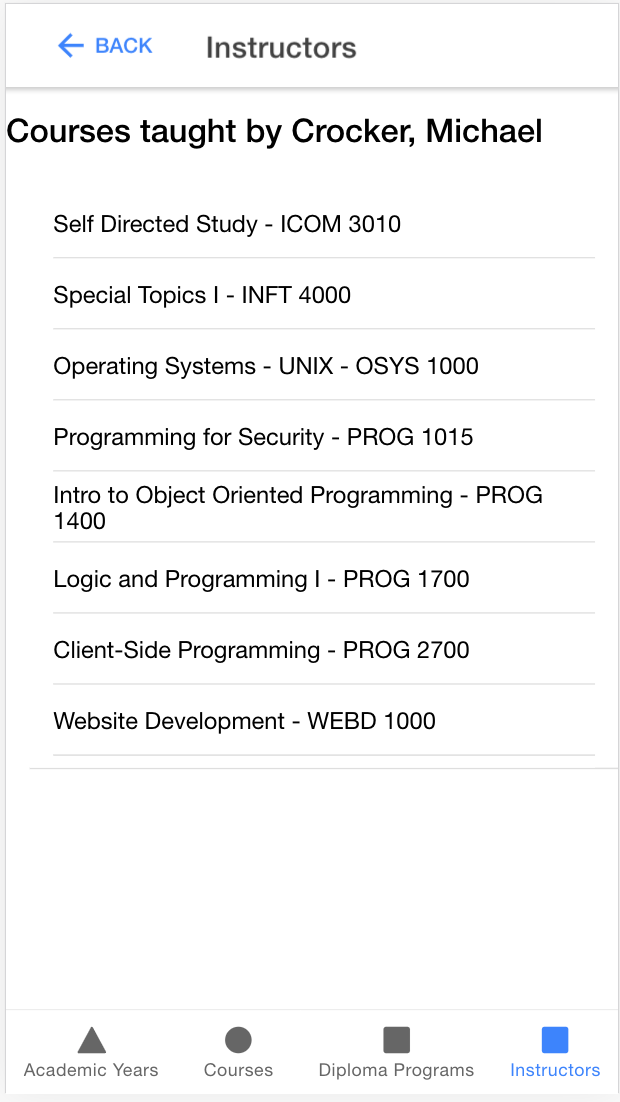 BACK Instructors
Courses taught by Crocker, Michael
Self Directed Study - ICOM 3010
Special Topics I - INFT 4000
Operating Systems - UNIX - OSYS 1000
Programming for Security - PROG 1015
Intro to Object Oriented Programming - PROG
1400
Logic and Programming I - PROG 1700
Client-Side Programming - PROG 2700
Website Development - WEBD 1000
Academic Years Courses Diploma Programs Instructors